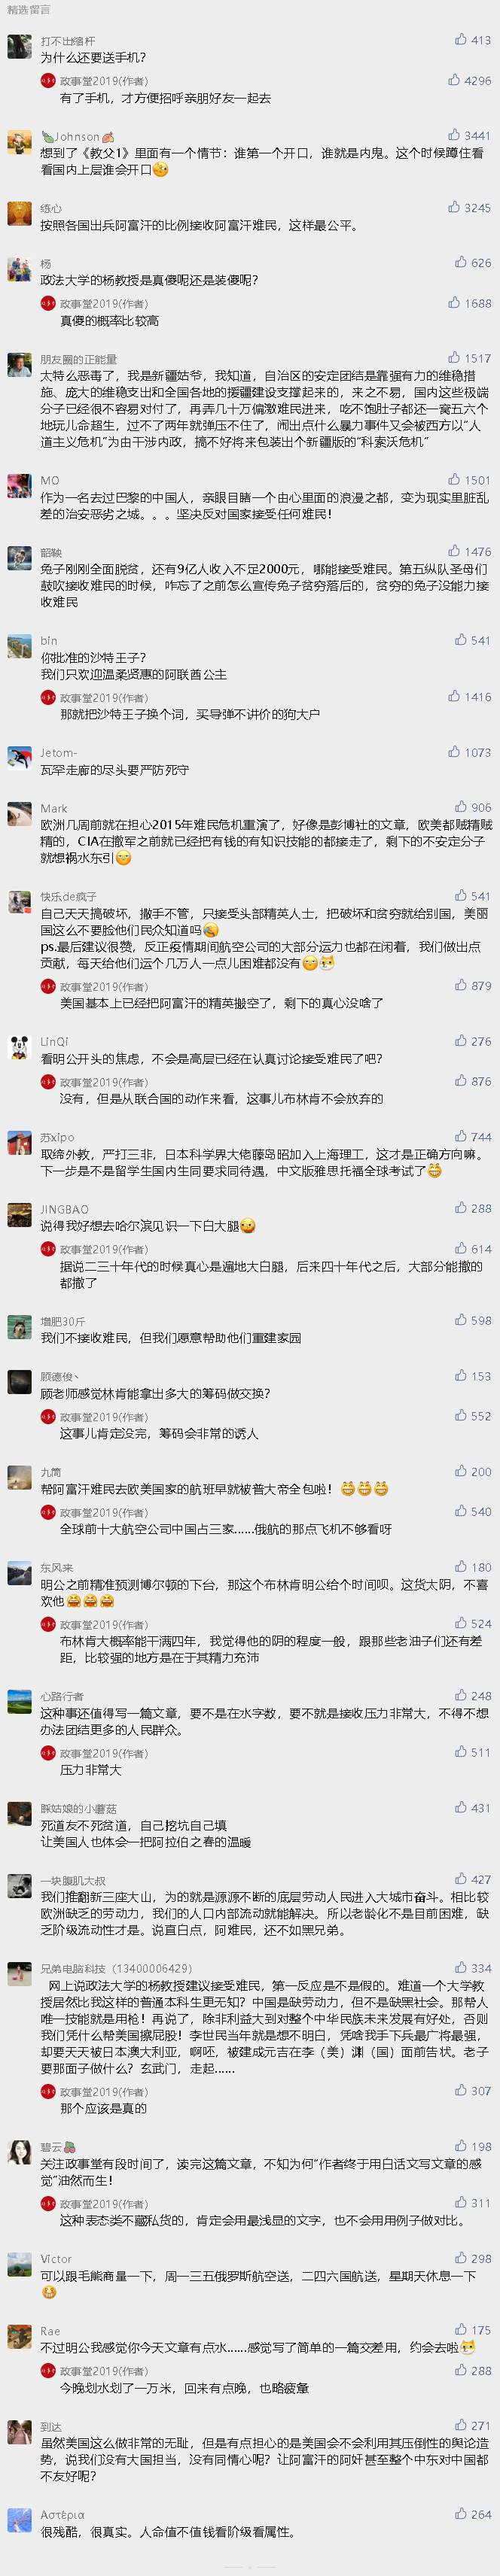 精选留言
打不出猪杆
413
为什么还要送手机？
政事堂2019(作者)
4296
有了手机，才方便招呼亲朋好友一起去
Johnson
3441
想到了《教父1》里面有一个情节：谁第一个开口，谁就是内鬼。这个时候蹲住看
看国内上层谁会开口
练心
3245
按照各国出兵阿富汗的比例接收阿富汗难民，这样最公平。
杨
626
政法大学的杨教授是真傻呢还是装傻呢？
政事堂2019(作者)
1688
真傻的概率比较高
朋友圈的正能量
1517
太特么恶毒了，我是新疆姑爷，我知道，自治区的安定团结是靠强有力的维稳措
施、庞大的维稳支出和全国各地的援疆建设支撑起来的，来之不易，国内这些极端
分子已经很不容易对付了，再弄几十万偏激难民进来，吃不饱肚子都还一窝五六个
地玩儿命超生，过不了两年就弹压不住了，闹出点什么暴力事件又会被西方以“人
道主义危机”为由干涉内政，搞不好将来包装出个新疆版的“科索沃危机”
MO
1501
作为一名去过巴黎的中国人，亲眼目睹一个由心里面的浪漫之都，变为现实里脏乱
差的治安恶劣之城。。。坚决反对国家接受任何难民！
韶鞅
1476
兔子刚刚全面脱贫，还有9亿人收入不足2000元，哪能接受难民。第五纵队圣母们
鼓吹接收难民的时候，咋忘了之前怎么宣传兔子贫穷落后的，贫穷的兔子没能力接
收难民
bin
541
你批准的沙特王子？
我们只欢迎温柔贤惠的阿联酋公主
政事堂2019(作者)
1416
那就把沙特王子换个词，买导弹不讲价的狗大户
Jetom-
1073
瓦罕走廊的尽头要严防死守
Mark
906
欧洲几周前就在担心2015年难民危机重演了，好像是彭博社的文章，欧美都贼精贼
精的，CIA在撤军之前就已经把有钱的有知识技能的都接走了，剩下的不安定分子
就想祸水东引
快乐de疯子
541
自己天天搞破坏，撒手不管，只接受头部精英人士，把破坏和贫穷就给别国，美丽
国这么不要脸他们民众知道吗
ps.最后建议很赞，反正疫情期间航空公司的大部分运力也都在闲着，我们做出点
贡献，每天给他们运个几万人一点儿困难都没有
政事堂2019(作者)
879
美国基本上已经把阿富汗的精英搬空了，剩下的真心没啥了
LinQi
276
看明公开头的焦虑，不会是高层已经在认真讨论接受难民了吧？
政事堂2019(作者)
876
没有，但是从联合国的动作来看，这事儿布林肯不会放弃的
苏xipo
744
取缔外教，严打三非，日本科学界大佬藤岛昭加入上海理工，这才是正确方向嘛。
下一步是不是留学生国内生同要求同待遇，中文版雅思托福全球考试了
JINGBAO
288
说得我好想去哈尔滨见识一下白大腿
政事堂2019(作者)
614
据说二三十年代的时候真心是遍地大白腿，后来四十年代之后，大部分能撤的
都撤了
增肥30斤
598
我们不接收难民，但我们愿意帮助他们重建家园
顾德俊丶
153
顾老师感觉林肯能拿出多大的筹码做交换？
政事堂2019(作者)
552
这事儿肯定没完，筹码会非常的诱人
九筒
200
帮阿富汗难民去欧美国家的航班早就被普大帝全包啦！
政事堂2019(作者)
540
全球前十大航空公司中国占三家……俄航的那点飞机不够看呀
东风来
180
明公之前精准预测博尔顿的下台，那这个布林肯明公给个时间呗。这货太阴，不喜
欢他
政事堂2019(作者)
524
布林肯大概率能干满四年，我觉得他的阴的程度一般，跟那些老油子们还有差
距，比较强的地方是在于其精力充沛
心路行者
248
这种事还值得写一篇文章，要不是在水字数，要不就是接收压力非常大，不得不想
办法团结更多的人民群众。
政事堂2019(作者)
511
压力非常大
睬姑娘的小蘑菇
431
死道友不死贫道，自己挖坑自己填
让美国人也体会一把阿拉伯之春的温暖
一块腹肌大叔
427
我们推翻新三座大山，为的就是源源不断的底层劳动人民进入大城市奋斗。相比较
欧洲缺乏的劳动力，我们的人口内部流动就能解决。所以老龄化不是目前困难，缺
乏阶级流动性才是。说直白点，阿难民，还不如黑兄弟。
兄弟电脑科技（13400006429）
334
网上说政法大学的杨教授建议接受难民，第一反应是不是假的。难道一个大学教
授居然比我这样的普通本科生更无知？中国是缺劳动力，但不是缺黑社会。那帮人
唯一技能就是用枪！再说了，除非利益大到对整个中华民族未来发展有好处，否则
我们凭什么帮美国擦屁股！李世民当年就是想不明白，凭啥我手下兵最广将最强，
却要天天被日本澳大利亚，啊呸，被建成元吉在李（美）渊（国）面前告状。老子
要那面子做什么？玄武门，走起……
政事堂2019(作者)
307
那个应该是真的
碧云
198
关注政事堂有段时间了，读完这篇文章，不知为何“作者终于用白话文写文章的感
觉”油然而生！
政事堂2019(作者)
311
这种表态类不藏私货的，肯定会用最浅显的文字，也不会用用例子做对比。
Victor
298
可以跟毛熊商量一下，周一三五俄罗斯航空送，二四六国航送，星期天休息一下
Rae
175
不过明公我感觉你今天文章有点水……感觉写了简单的一篇交差用，约会去啦
政事堂2019(作者)
288
今晚划水划了一万米，回来有点晚，也略疲惫
到达
271
虽然美国这么做非常的无耻，但是有点担心的是美国会不会利用其压倒性的舆论造
势，说我们没有大国担当，没有同情心呢？让阿富汗的阿奸甚至整个中东对中国都
不友好呢？
Αστέρια
264
很残酷，很真实。人命值不值钱看阶级看属性。